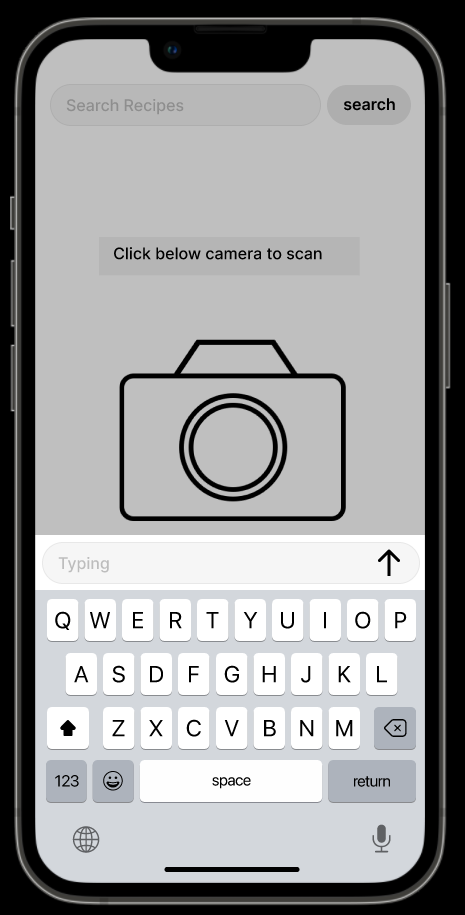 Search Recipes search
Click below camera to scan
Typing
Q W E R T Y U I O P
A S D F G H J K L
Z X C V B N M
123 space return